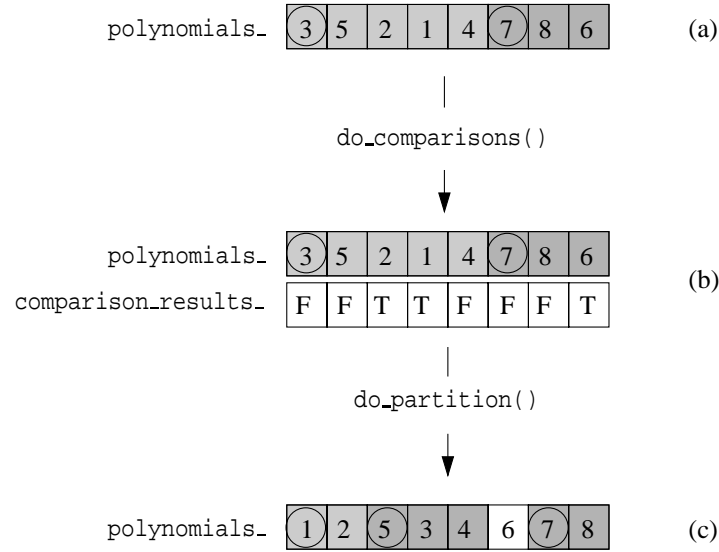 polynomials_ 3 5 2 1 4 7 8 6 (a)
do_comparisons()
polynomials_ 3 5 2 1 4 7 8 6
(b)
comparison_results_ F F T T F F F T
do_partition()
polynomials_ 1 2 5 3 4 6 7 8 (c)